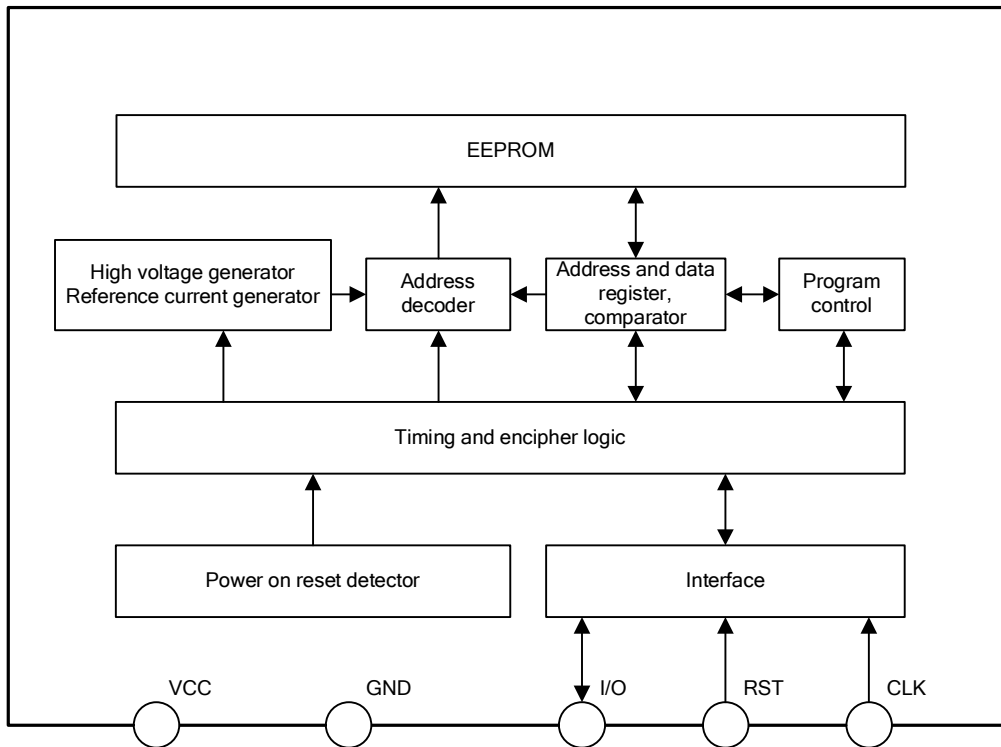 EEPROM
High voltage generator
Reference current generator
Address
decoder
Address and data
register,
comparator
Program
control
Timing and encipher logic
Power on reset detector
Interface
VCC
GND
I/O
RST
CLK